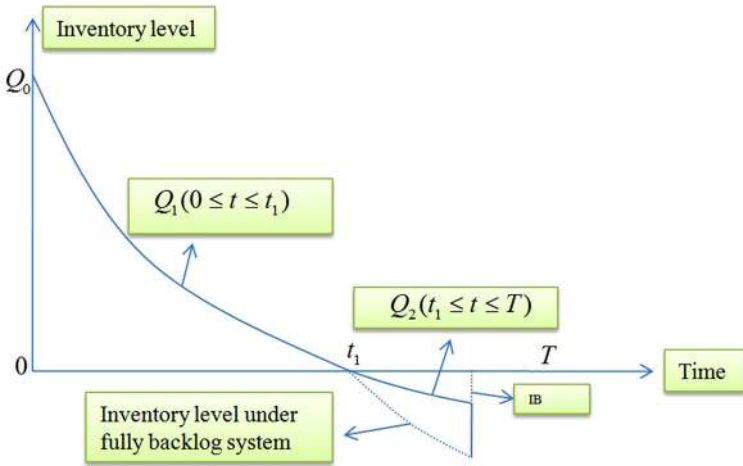 Inventory level
Q₀
Q₁(0 ≤ t ≤ t₁)
Q₂(t₁ ≤ t ≤ T)
0
t₁
T
Time
Inventory level under
fully backlog system
IB